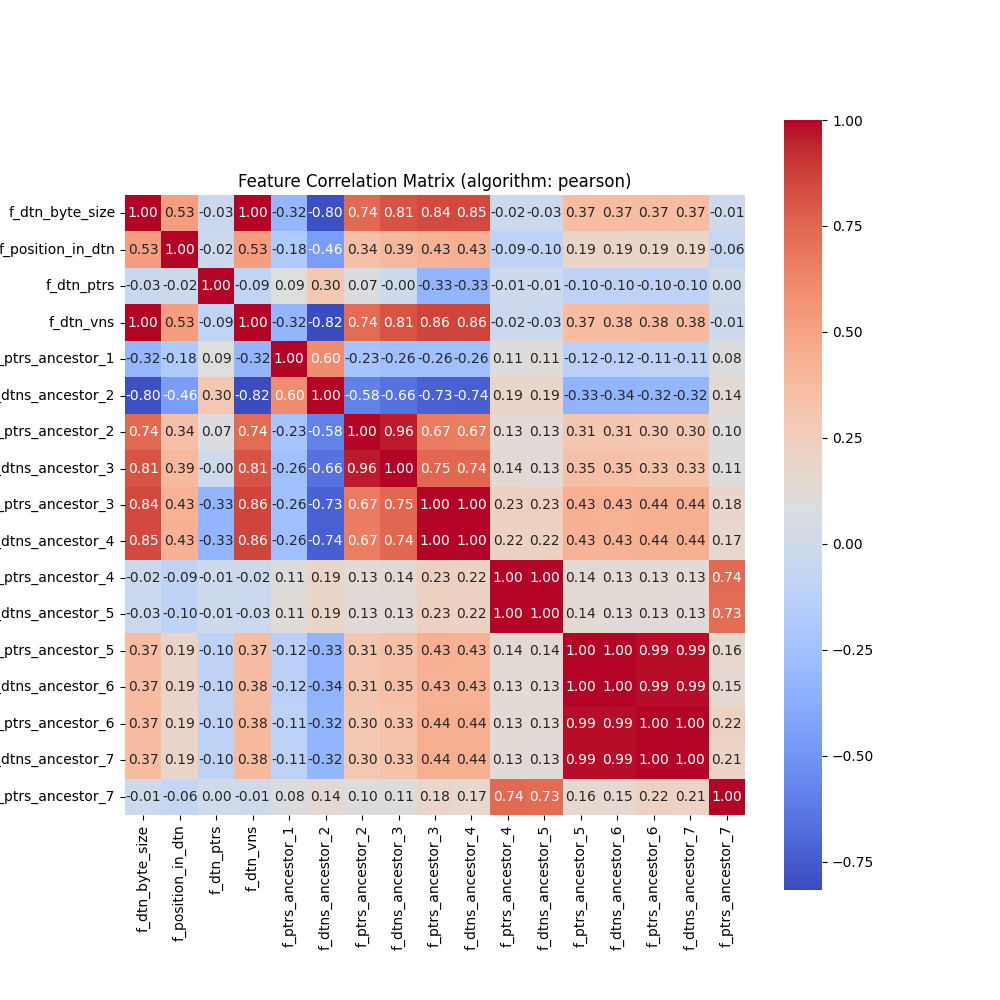 Feature Correlation Matrix (algorithm: pearson)
f_dtn_byte_size 1.00 0.53 -0.03 1.00 -0.32 -0.80 0.74 0.81 0.84 0.85 -0.02 -0.03 0.37 0.37 0.37 0.37 -0.01
f_position_in_dtn 0.53 1.00 -0.02 0.53 -0.18 -0.46 0.34 0.39 0.43 0.43 -0.09 -0.10 0.19 0.19 0.19 0.19 -0.06
f_dtn_ptrs -0.03 -0.02 1.00 -0.09 0.09 0.30 0.07 -0.00 -0.33 -0.33 -0.01 -0.01 -0.10 -0.10 -0.10 -0.10 0.00
f_dtn_vns 1.00 0.53 -0.09 1.00 -0.32 -0.82 0.74 0.81 0.86 0.86 -0.02 -0.03 0.37 0.38 0.38 0.38 -0.01
_ptrs_ancestor_1 -0.32 -0.18 0.09 -0.32 1.00 0.60 -0.23 -0.26 -0.26 -0.26 0.11 0.11 -0.12 -0.12 -0.11 -0.11 0.08
dtns_ancestor_2 -0.80 -0.46 0.30 -0.82 0.60 1.00 -0.58 -0.66 -0.73 -0.74 0.19 0.19 -0.33 -0.34 -0.32 -0.32 0.14
_ptrs_ancestor_2 0.74 0.34 0.07 0.74 -0.23 -0.58 1.00 0.96 0.67 0.67 0.13 0.13 0.31 0.31 0.30 0.30 0.10
dtns_ancestor_3 0.81 0.39 -0.00 0.81 -0.26 -0.66 0.96 1.00 0.75 0.74 0.14 0.13 0.35 0.35 0.33 0.33 0.11
_ptrs_ancestor_3 0.84 0.43 -0.33 0.86 -0.26 -0.73 0.67 0.75 1.00 1.00 0.23 0.23 0.43 0.43 0.44 0.44 0.18
dtns_ancestor_4 0.85 0.43 -0.33 0.86 -0.26 -0.74 0.67 0.74 1.00 1.00 0.22 0.22 0.43 0.43 0.44 0.44 0.17
_ptrs_ancestor_4 -0.02 -0.09 -0.01 -0.02 0.11 0.19 0.13 0.14 0.23 0.22 1.00 1.00 0.14 0.13 0.13 0.13 0.74
dtns_ancestor_5 -0.03 -0.10 -0.01 -0.03 0.11 0.19 0.13 0.13 0.23 0.22 1.00 1.00 0.14 0.13 0.13 0.13 0.73
_ptrs_ancestor_5 0.37 0.19 -0.10 0.37 -0.12 -0.33 0.31 0.35 0.43 0.43 0.14 0.14 1.00 1.00 0.99 0.99 0.16
dtns_ancestor_6 0.37 0.19 -0.10 0.38 -0.12 -0.34 0.31 0.35 0.43 0.43 0.13 0.13 1.00 1.00 0.99 0.99 0.15
_ptrs_ancestor_6 0.37 0.19 -0.10 0.38 -0.11 -0.32 0.30 0.33 0.44 0.44 0.13 0.13 0.99 0.99 1.00 1.00 0.22
dtns_ancestor_7 0.37 0.19 -0.10 0.38 -0.11 -0.32 0.30 0.33 0.44 0.44 0.13 0.13 0.99 0.99 1.00 1.00 0.21
_ptrs_ancestor_7 -0.01 -0.06 0.00 -0.01 0.08 0.14 0.10 0.11 0.18 0.17 0.74 0.73 0.16 0.15 0.22 0.21 1.00
f_dtn_byte_size
f_position_in_dtn
f_dtn_ptrs
f_dtn_vns
f_ptrs_ancestor_1
f_dtns_ancestor_2
f_ptrs_ancestor_2
f_dtns_ancestor_3
f_ptrs_ancestor_3
f_dtns_ancestor_4
f_ptrs_ancestor_4
f_dtns_ancestor_5
f_ptrs_ancestor_5
f_dtns_ancestor_6
f_ptrs_ancestor_6
f_dtns_ancestor_7
f_ptrs_ancestor_7
1.00
0.75
0.50
0.25
0.00
−0.25
−0.50
−0.75